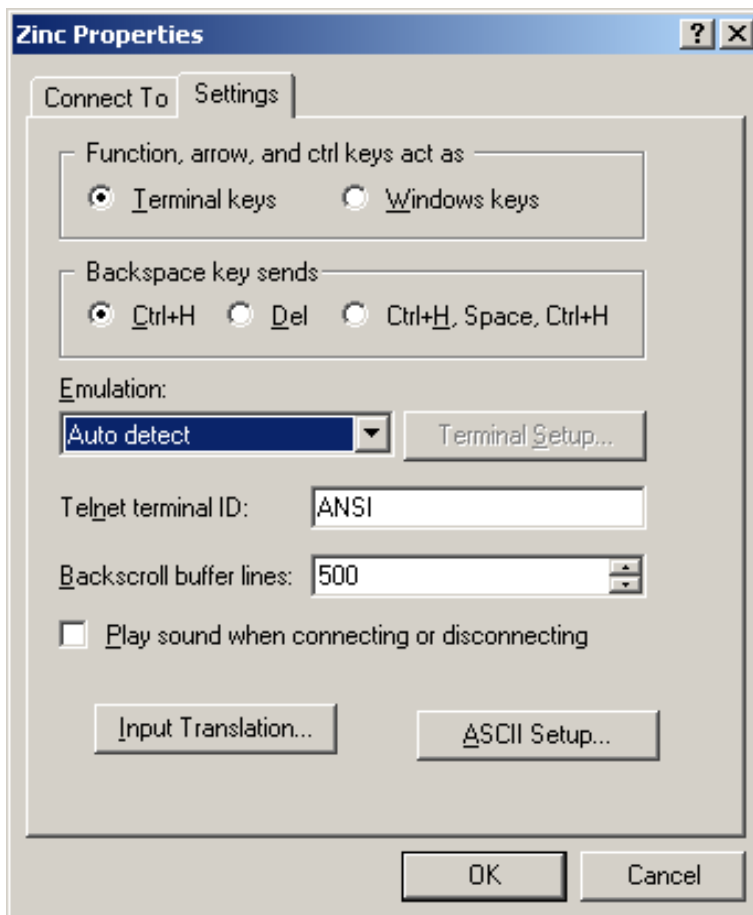 Zinc Properties
Connect To Settings
Function, arrow, and ctrl keys act as
Terminal keys Windows keys
Backspace key sends
Ctrl+H Del Ctrl+H, Space, Ctrl+H
Emulation:
Auto detect Terminal Setup...
Telnet terminal ID: ANSI
Backscroll buffer lines: 500
Play sound when connecting or disconnecting
Input Translation... ASCII Setup...
OK Cancel